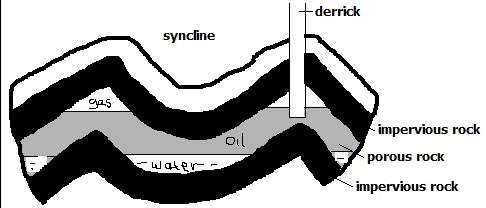 derrick
syncline
gas
impervious rock
oil
porous rock
water
impervious rock